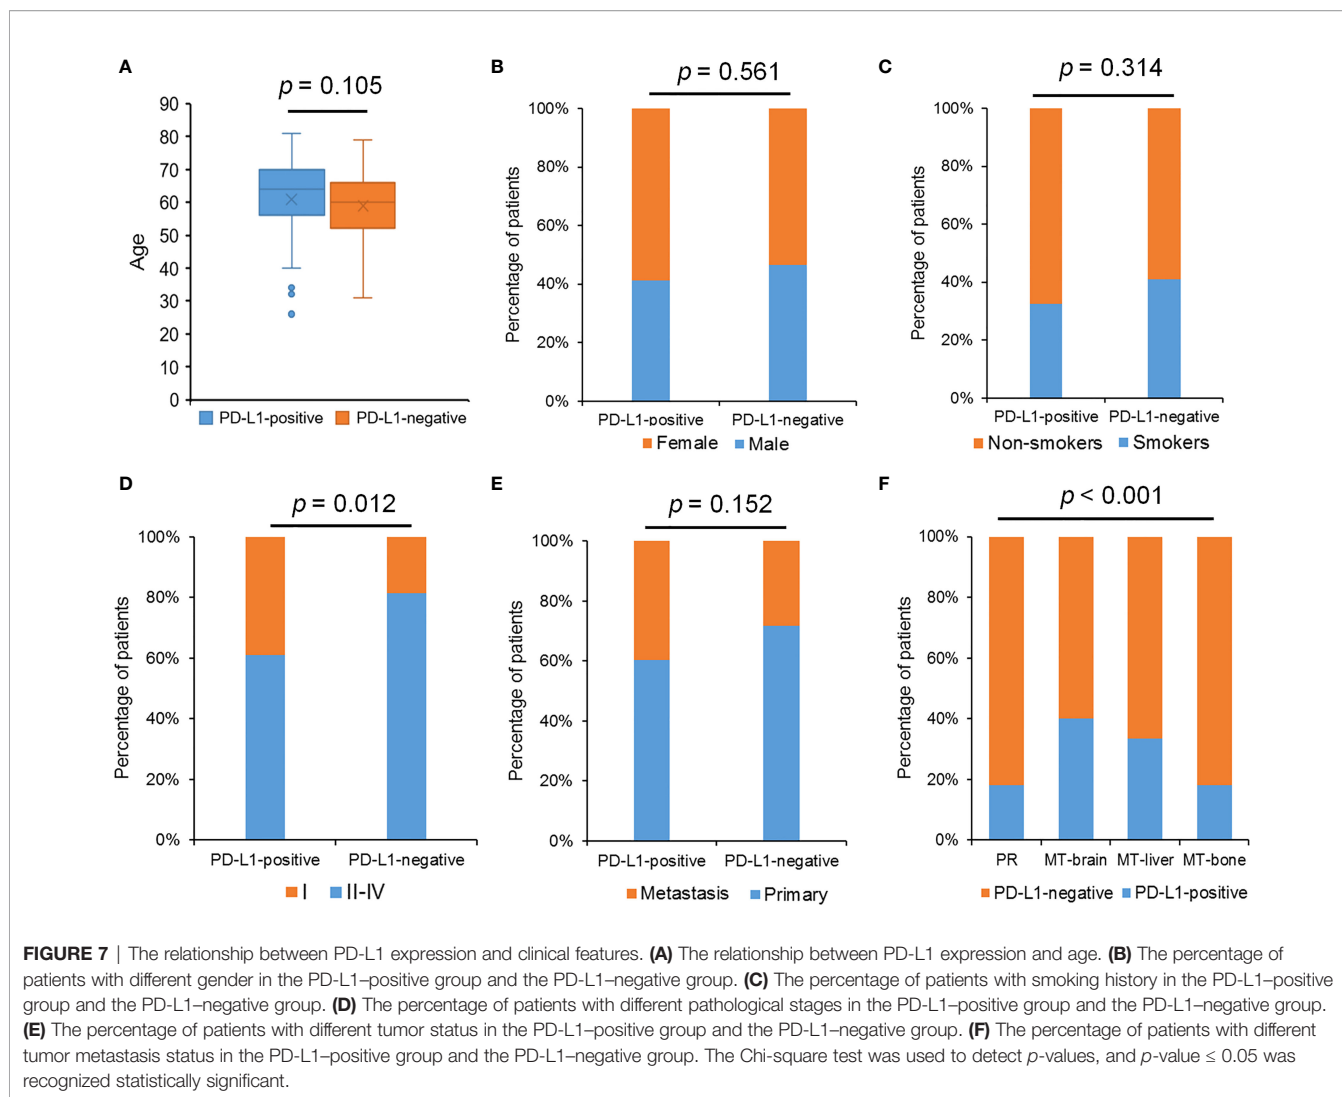 A
p = 0.105
90
80
70
60
50
40
30
20
10
0
Age
PD-L1-positive PD-L1-negative
B
p = 0.561
100%
80%
60%
40%
20%
0%
Percentage of patients
PD-L1-positive PD-L1-negative
Female Male
C
p = 0.314
100%
80%
60%
40%
20%
0%
Percentage of patients
PD-L1-positive PD-L1-negative
Non-smokers Smokers
D
p = 0.012
100%
80%
60%
40%
20%
0%
Percentage of patients
PD-L1-positive PD-L1-negative
I II-IV
E
p = 0.152
100%
80%
60%
40%
20%
0%
Percentage of patients
PD-L1-positive PD-L1-negative
Metastasis Primary
F
p < 0.001
100%
80%
60%
40%
20%
0%
Percentage of patients
PR MT-brain MT-liver MT-bone
PD-L1-negative PD-L1-positive
FIGURE 7 | The relationship between PD-L1 expression and clinical features. (A) The relationship between PD-L1 expression and age. (B) The percentage of
patients with different gender in the PD-L1–positive group and the PD-L1–negative group. (C) The percentage of patients with smoking history in the PD-L1–positive
group and the PD-L1–negative group. (D) The percentage of patients with different pathological stages in the PD-L1–positive group and the PD-L1–negative group.
(E) The percentage of patients with different tumor status in the PD-L1–positive group and the PD-L1–negative group. (F) The percentage of patients with different
tumor metastasis status in the PD-L1–positive group and the PD-L1–negative group. The Chi-square test was used to detect p-values, and p-value ≤ 0.05 was
recognized statistically significant.